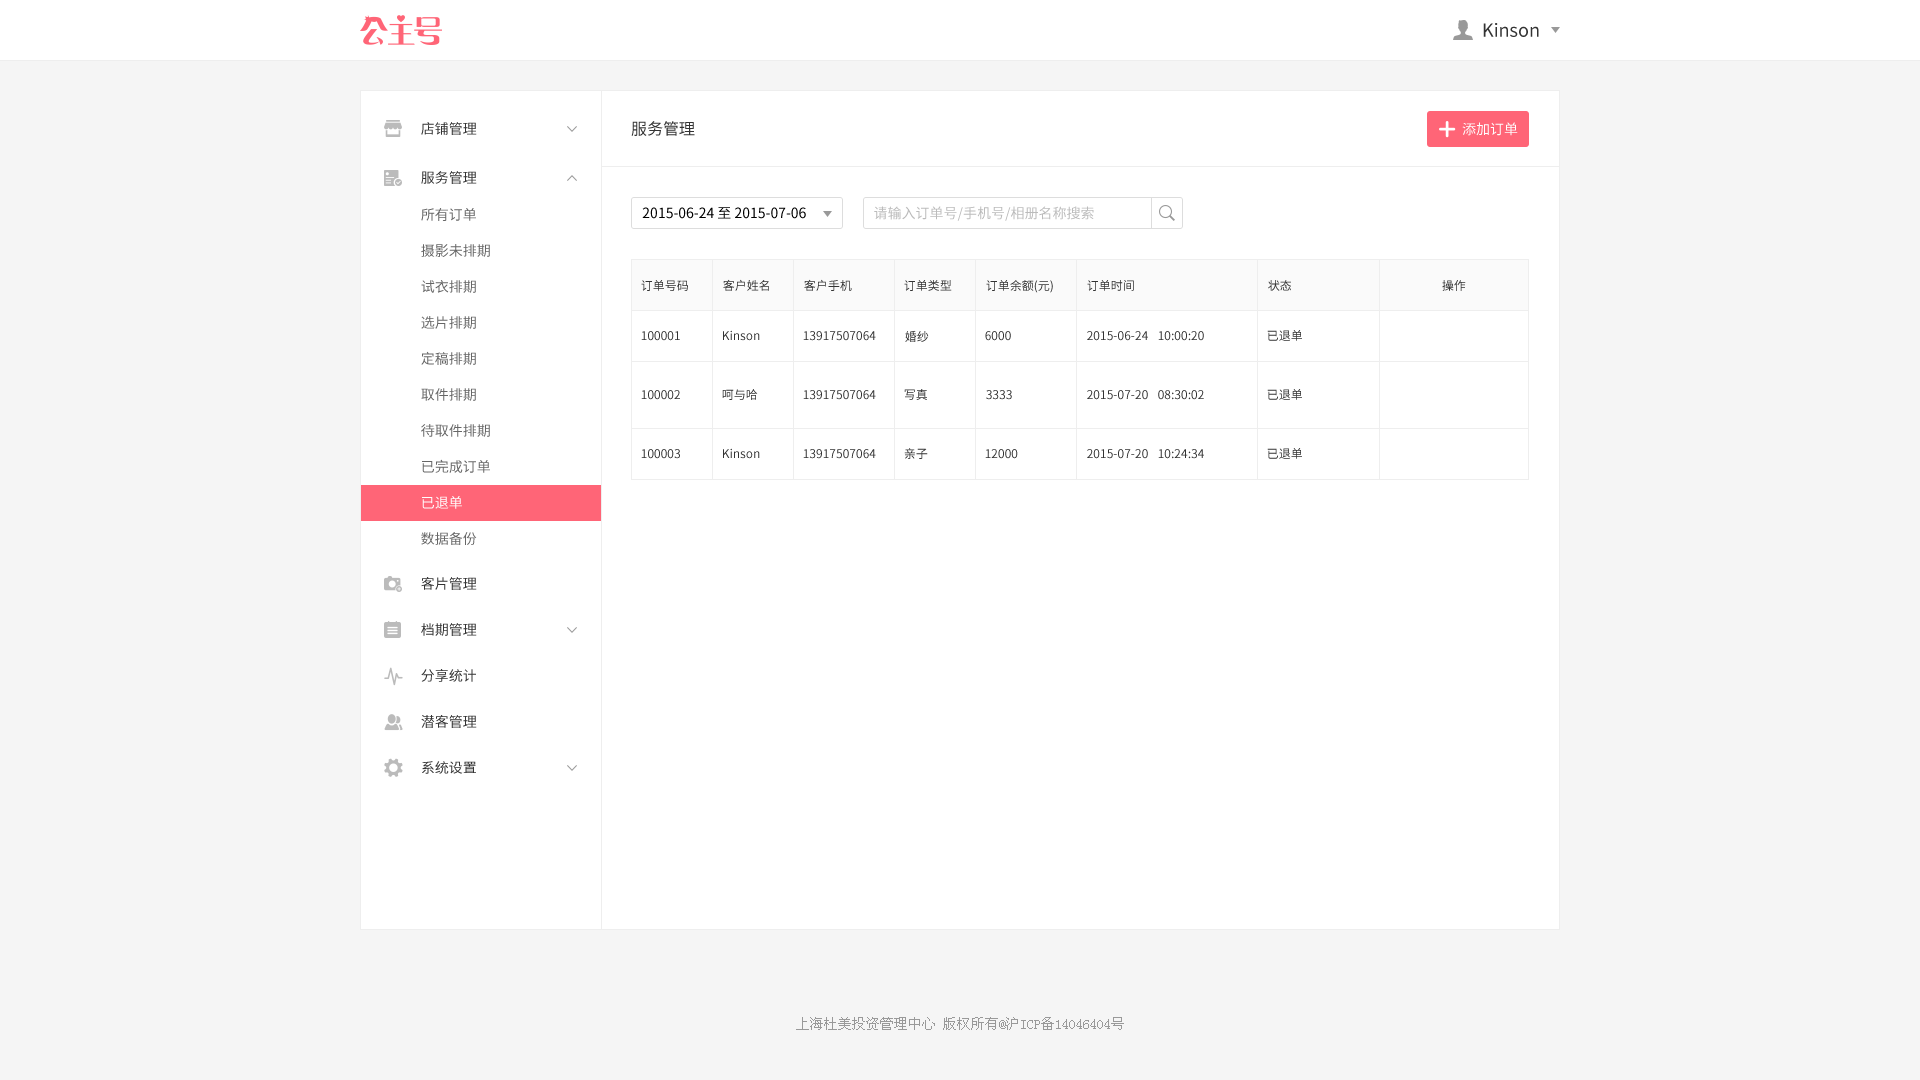 公主号
Kinson
店铺管理
服务管理
所有订单
摄影未排期
试衣排期
选片排期
定稿排期
取件排期
待取件排期
已完成订单
已退单
数据备份
客片管理
档期管理
分享统计
潜客管理
系统设置
服务管理
添加订单
2015-06-24 至 2015-07-06
请输入订单号/手机号/相册名称搜索
订单号码 客户姓名 客户手机 订单类型 订单余额(元) 订单时间 状态 操作
100001 Kinson 13917507064 婚纱 6000 2015-06-24 10:00:20 已退单
100002 呵与哈 13917507064 写真 3333 2015-07-20 08:30:02 已退单
100003 Kinson 13917507064 亲子 12000 2015-07-20 10:24:34 已退单
上海杜美投资管理中心 版权所有@沪ICP备14046404号